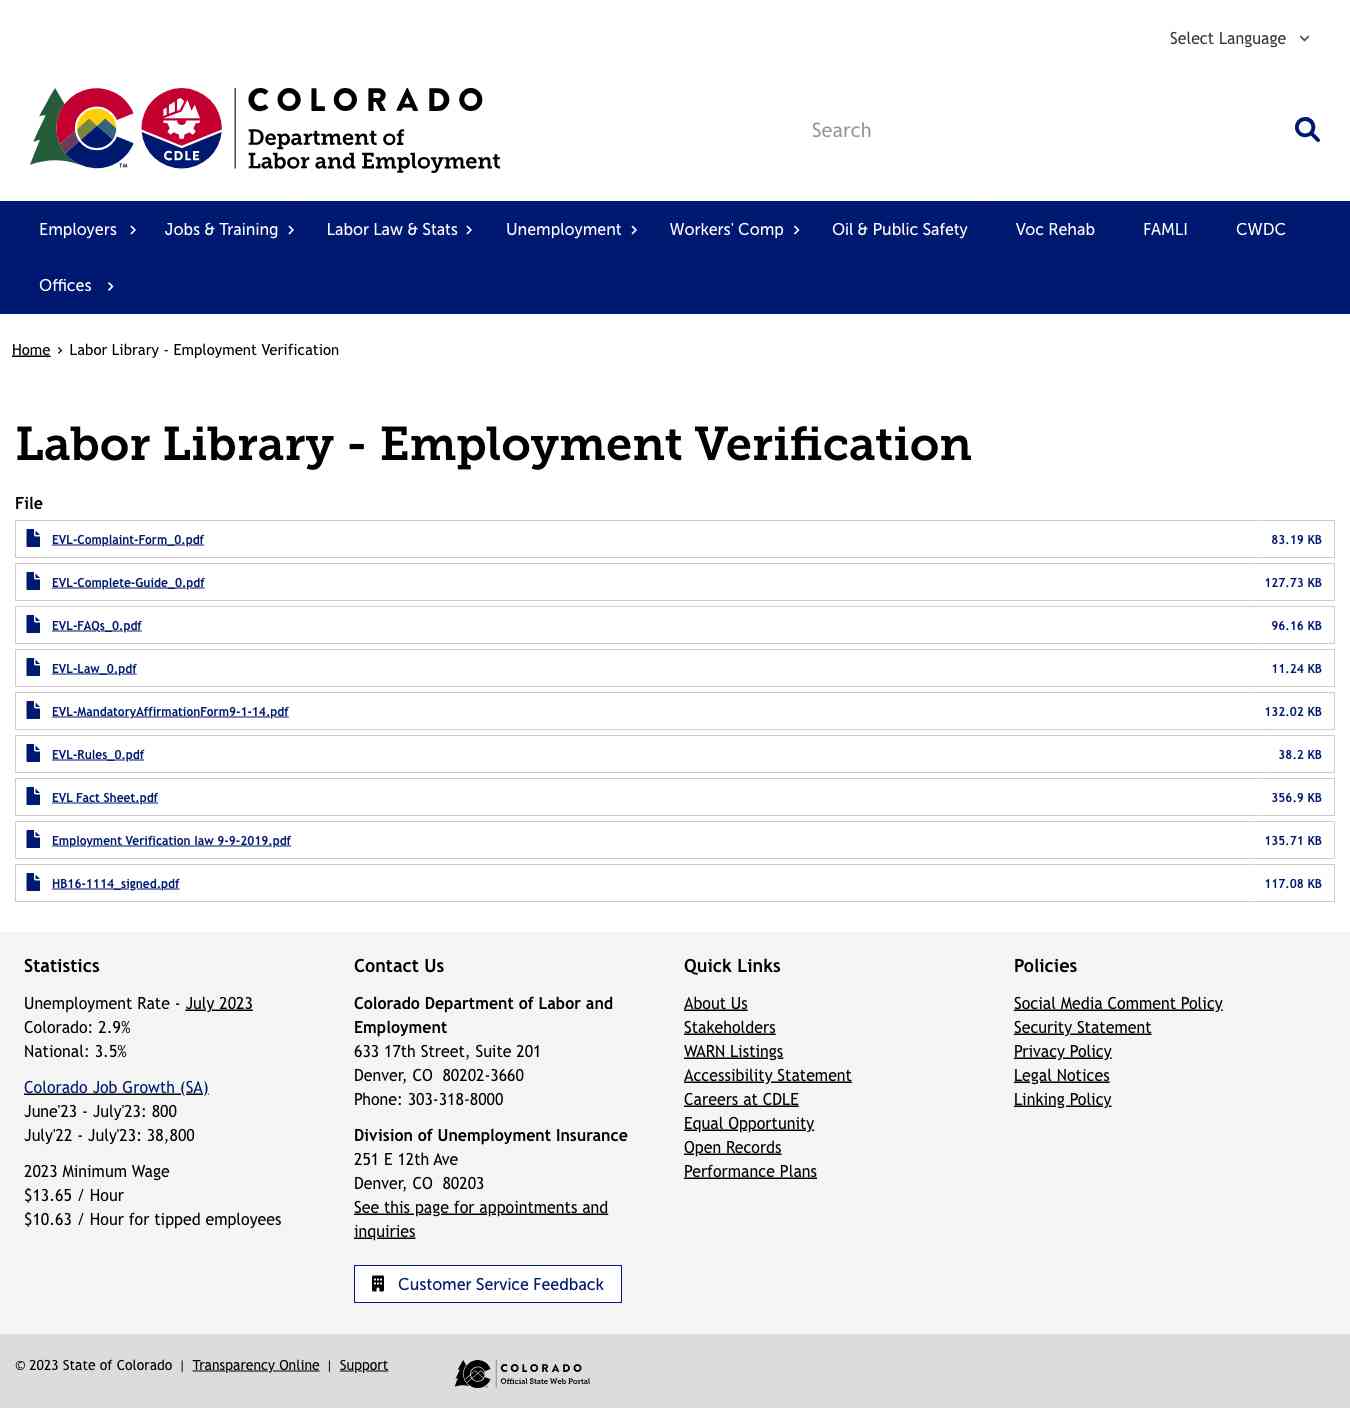 Select Language
COLORADO
Department of
Labor and Employment
CDLE
TM
Search
Employers
Jobs & Training
Labor Law & Stats
Unemployment
Workers' Comp
Oil & Public Safety
Voc Rehab
FAMLI
CWDC
Offices
Home › Labor Library - Employment Verification
Labor Library - Employment Verification
File
EVL-Complaint-Form_0.pdf 83.19 KB
EVL-Complete-Guide_0.pdf 127.73 KB
EVL-FAQs_0.pdf 96.16 KB
EVL-Law_0.pdf 11.24 KB
EVL-MandatoryAffirmationForm9-1-14.pdf 132.02 KB
EVL-Rules_0.pdf 38.2 KB
EVL Fact Sheet.pdf 356.9 KB
Employment Verification law 9-9-2019.pdf 135.71 KB
HB16-1114_signed.pdf 117.08 KB
Statistics
Unemployment Rate - July 2023
Colorado: 2.9%
National: 3.5%
Colorado Job Growth (SA)
June'23 - July'23: 800
July'22 - July'23: 38,800
2023 Minimum Wage
$13.65 / Hour
$10.63 / Hour for tipped employees
Contact Us
Colorado Department of Labor and
Employment
633 17th Street, Suite 201
Denver, CO 80202-3660
Phone: 303-318-8000
Division of Unemployment Insurance
251 E 12th Ave
Denver, CO 80203
See this page for appointments and
inquiries
Customer Service Feedback
Quick Links
About Us
Stakeholders
WARN Listings
Accessibility Statement
Careers at CDLE
Equal Opportunity
Open Records
Performance Plans
Policies
Social Media Comment Policy
Security Statement
Privacy Policy
Legal Notices
Linking Policy
© 2023 State of Colorado | Transparency Online | Support
COLORADO
Official State Web Portal